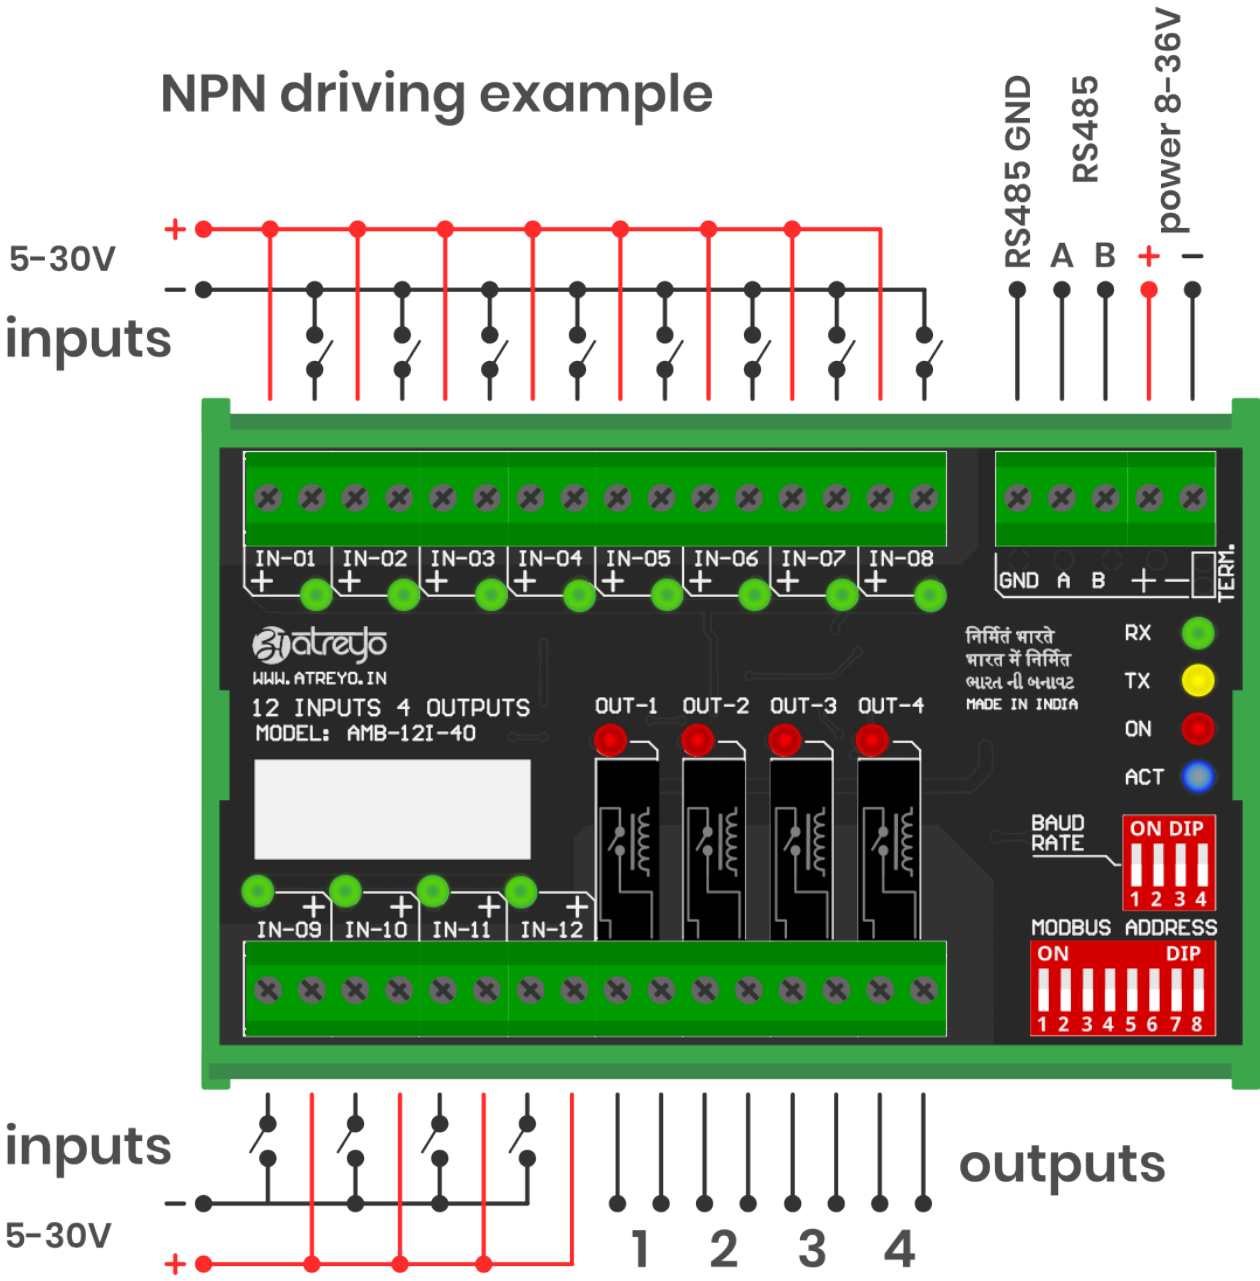 NPN driving example
RS485 GND
RS485
power 8-36V
A B + −
+
5-30V
−
inputs
IN-01 IN-02 IN-03 IN-04 IN-05 IN-06 IN-07 IN-08
+ + + + + + + +
GND A B + −
TERM.
atreyo
WWW.ATREYO.IN
12 INPUTS 4 OUTPUTS
MODEL: AMB-12I-4O
निर्मितं भारते
भारत में निर्मित
ભારત ની બનાવટ
MADE IN INDIA
RX
TX
ON
ACT
OUT-1 OUT-2 OUT-3 OUT-4
BAUD
RATE
ON DIP
1 2 3 4
MODBUS ADDRESS
ON DIP
1 2 3 4 5 6 7 8
+ + + +
IN-09 IN-10 IN-11 IN-12
inputs
−
5-30V
+
outputs
1 2 3 4